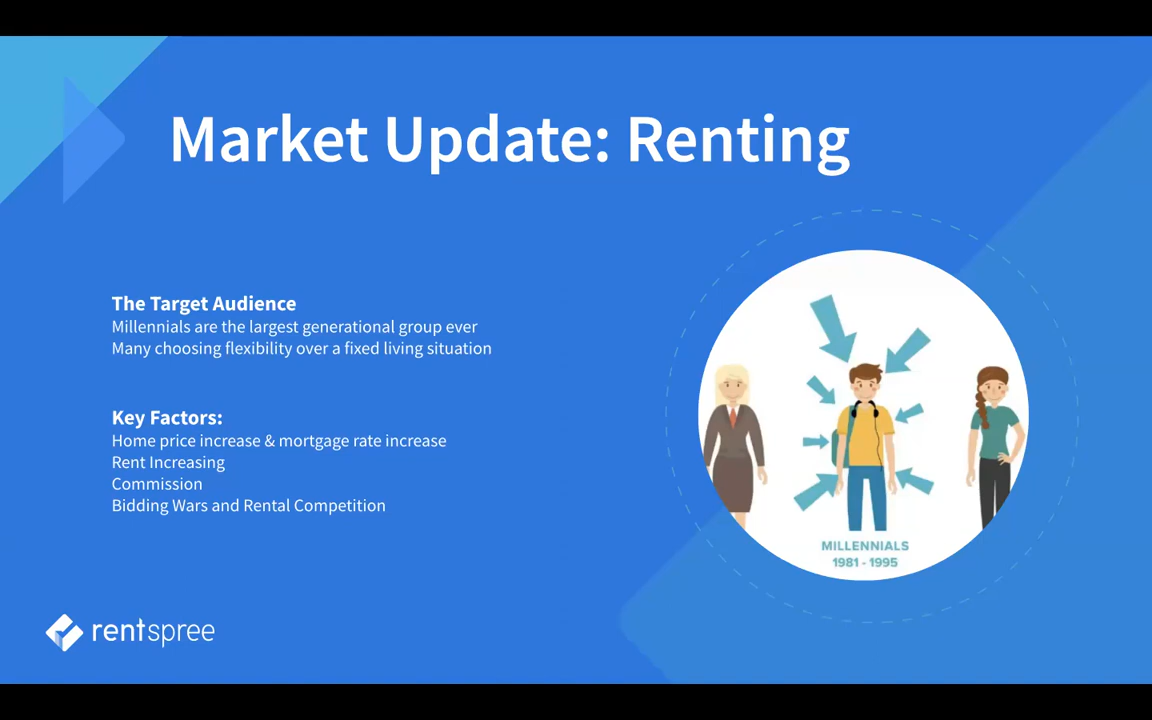 Market Update: Renting
The Target Audience
Millennials are the largest generational group ever
Many choosing flexibility over a fixed living situation
Key Factors:
Home price increase & mortgage rate increase
Rent Increasing
Commission
Bidding Wars and Rental Competition
MILLENNIALS
1981 - 1995
rentspree